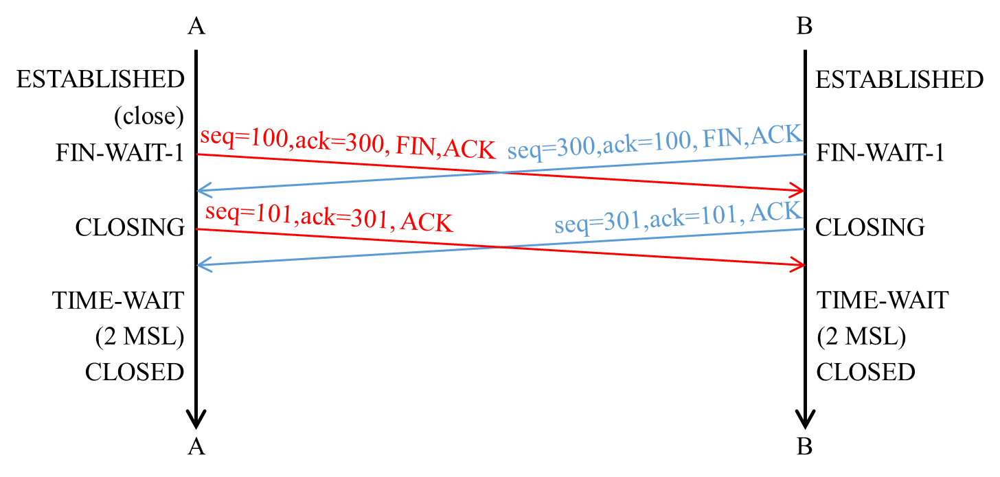 A
B
ESTABLISHED
ESTABLISHED
(close)
seq=100,ack=300, FIN,ACK
seq=300,ack=100, FIN,ACK
FIN-WAIT-1
FIN-WAIT-1
seq=101,ack=301, ACK
seq=301,ack=101, ACK
CLOSING
CLOSING
TIME-WAIT
TIME-WAIT
(2 MSL)
(2 MSL)
CLOSED
CLOSED
A
B